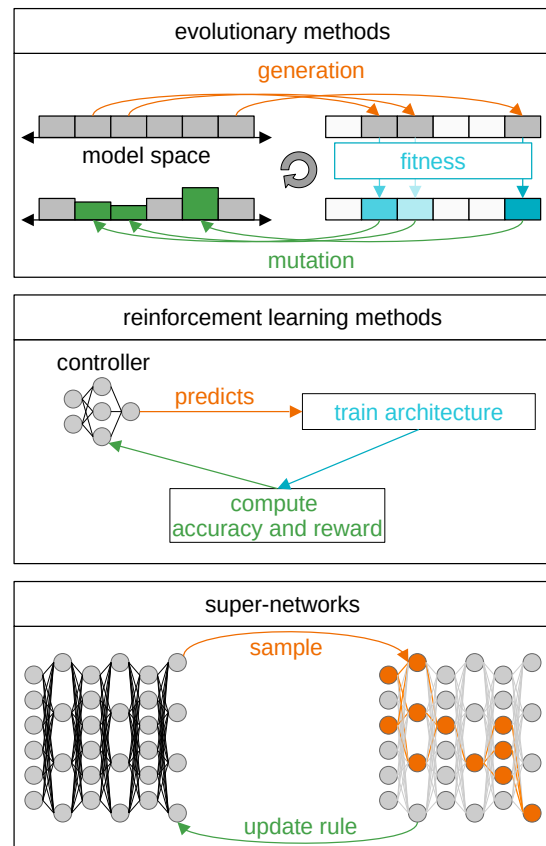 evolutionary methods
generation
model space
fitness
mutation
reinforcement learning methods
controller
predicts
train architecture
compute
accuracy and reward
super-networks
sample
update rule